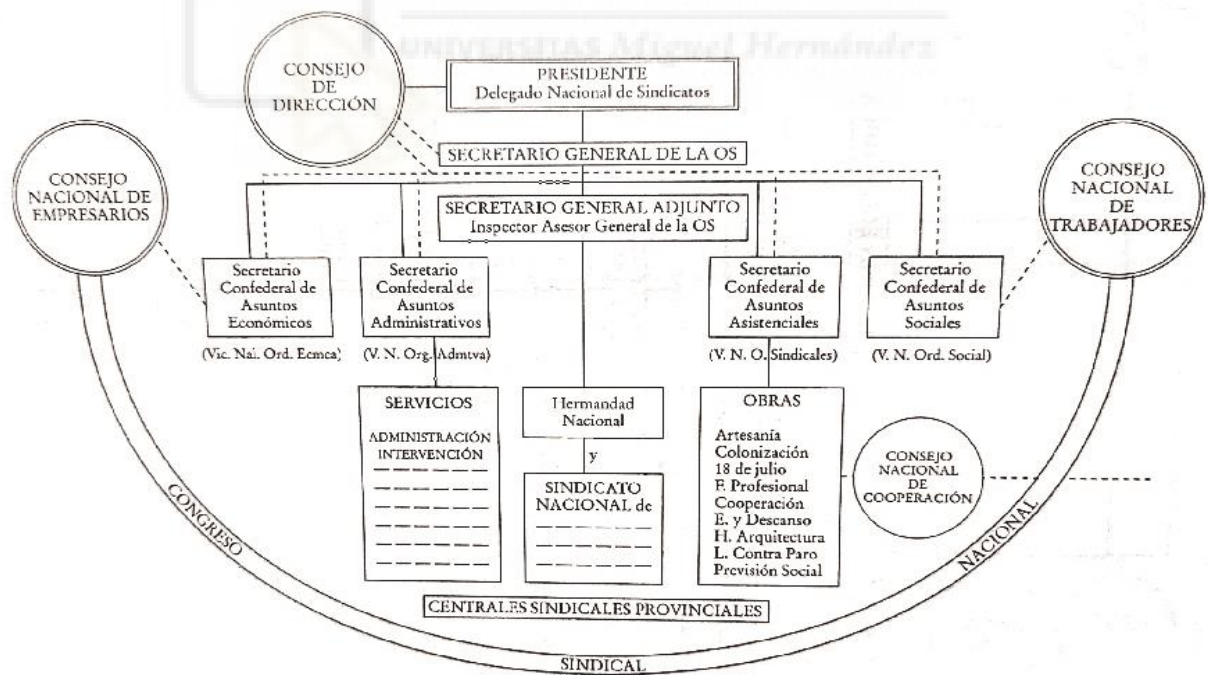 UNIVERSITAS Miguel Hernández
CONSEJO
DE
DIRECCIÓN
PRESIDENTE
Delegado Nacional de Sindicatos
SECRETARIO GENERAL DE LA OS
CONSEJO
NACIONAL DE
EMPRESARIOS
CONSEJO
NACIONAL
DE
TRABAJADORES
SECRETARIO GENERAL ADJUNTO
Inspector Asesor General de la OS
Secretario
Confederal de
Asuntos
Económicos
(Vic. Nai. Ord. Ecmca)
Secretario
Confederal de
Asuntos
Administrativos
(V. N. Org. Admtva)
Secretario
Confederal de
Asuntos
Asistenciales
(V. N. O. Sindicales)
Secretario
Confederal de
Asuntos
Sociales
(V. N. Ord. Social)
SERVICIOS
ADMINISTRACIÓN
INTERVENCIÓN
Hermandad
Nacional
y
SINDICATO
NACIONAL de
OBRAS
Artesanía
Colonización
18 de julio
F. Profesional
Cooperación
E. y Descanso
H. Arquitectura
L. Contra Paro
Previsión Social
CONSEJO
NACIONAL
DE
COOPERACIÓN
CENTRALES SINDICALES PROVINCIALES
CONGRESO
SINDICAL
NACIONAL